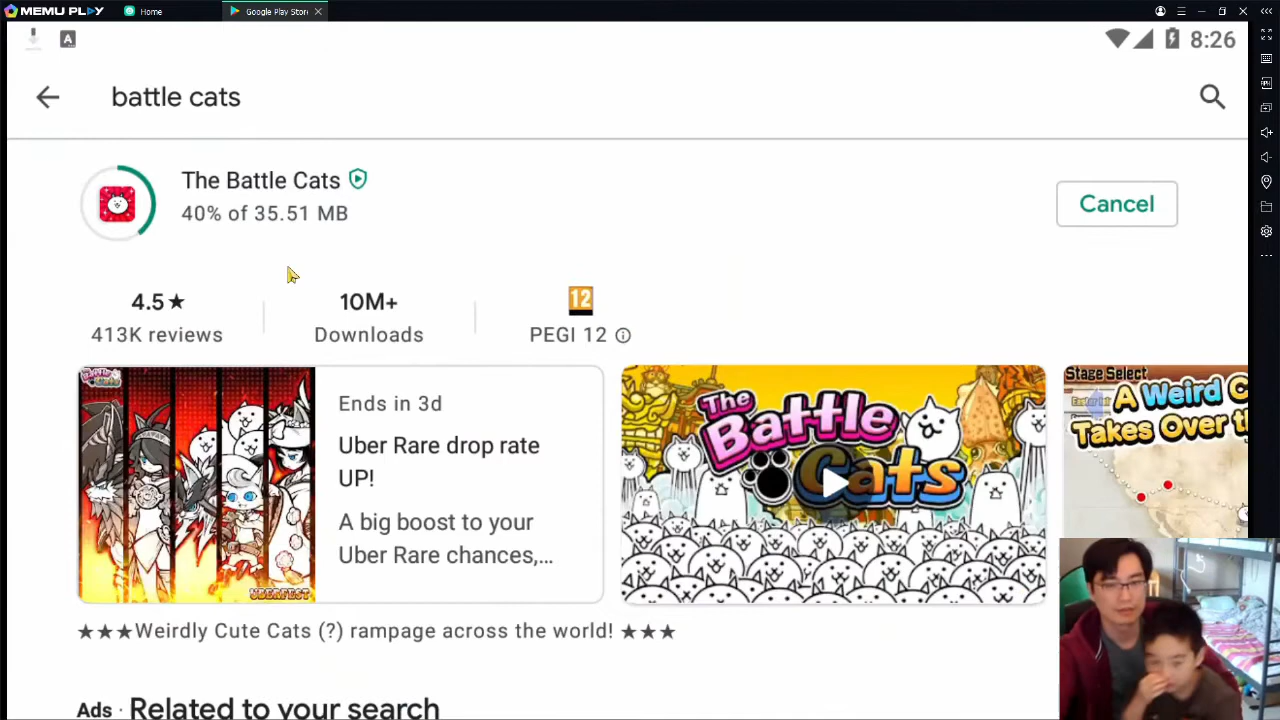 MEMU PLAY
Home
Google Play Store
8:26
battle cats
The Battle Cats
40% of 35.51 MB
Cancel
4.5★
10M+
12
413K reviews
Downloads
PEGI 12
Ends in 3d
Uber Rare drop rate
UP!
A big boost to your
Uber Rare chances,...
UBERFEST
The
Battle
Cats
Stage Select
A Weird C
Takes Over th
★★★Weirdly Cute Cats (?) rampage across the world! ★★★
Ads · Related to your search